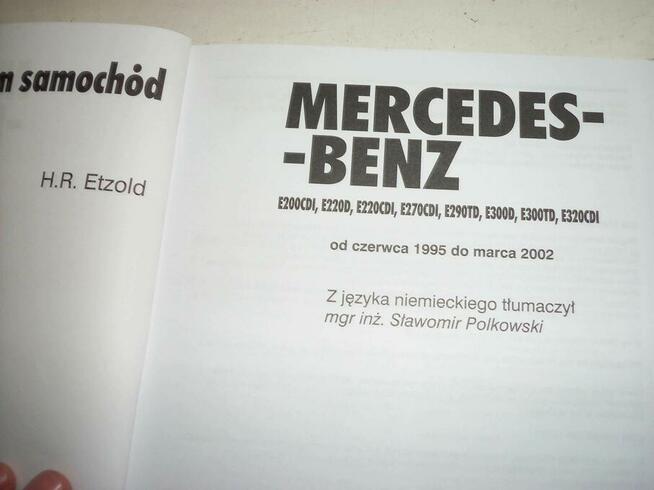 samochód
H.R. Etzold
MERCEDES-
-BENZ
E200CDI, E220D, E220CDI, E270CDI, E290TD, E300D, E300TD, E320CDI
od czerwca 1995 do marca 2002
Z języka niemieckiego tłumaczył
mgr inż. Sławomir Polkowski